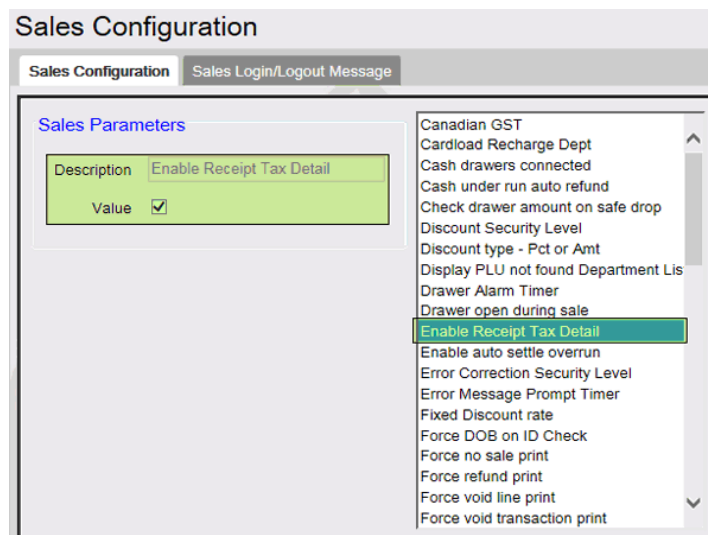 Sales Configuration
Sales Configuration
Sales Login/Logout Message
Sales Parameters
Description Enable Receipt Tax Detail
Value
Canadian GST
Cardload Recharge Dept
Cash drawers connected
Cash under run auto refund
Check drawer amount on safe drop
Discount Security Level
Discount type - Pct or Amt
Display PLU not found Department Lis
Drawer Alarm Timer
Drawer open during sale
Enable Receipt Tax Detail
Enable auto settle overrun
Error Correction Security Level
Error Message Prompt Timer
Fixed Discount rate
Force DOB on ID Check
Force no sale print
Force refund print
Force void line print
Force void transaction print